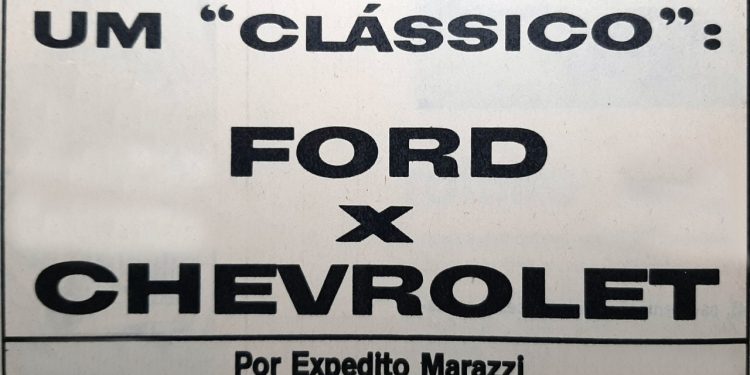 UM “CLÁSSICO”:
FORD
X
CHEVROLET
Por Expedito Marazzi